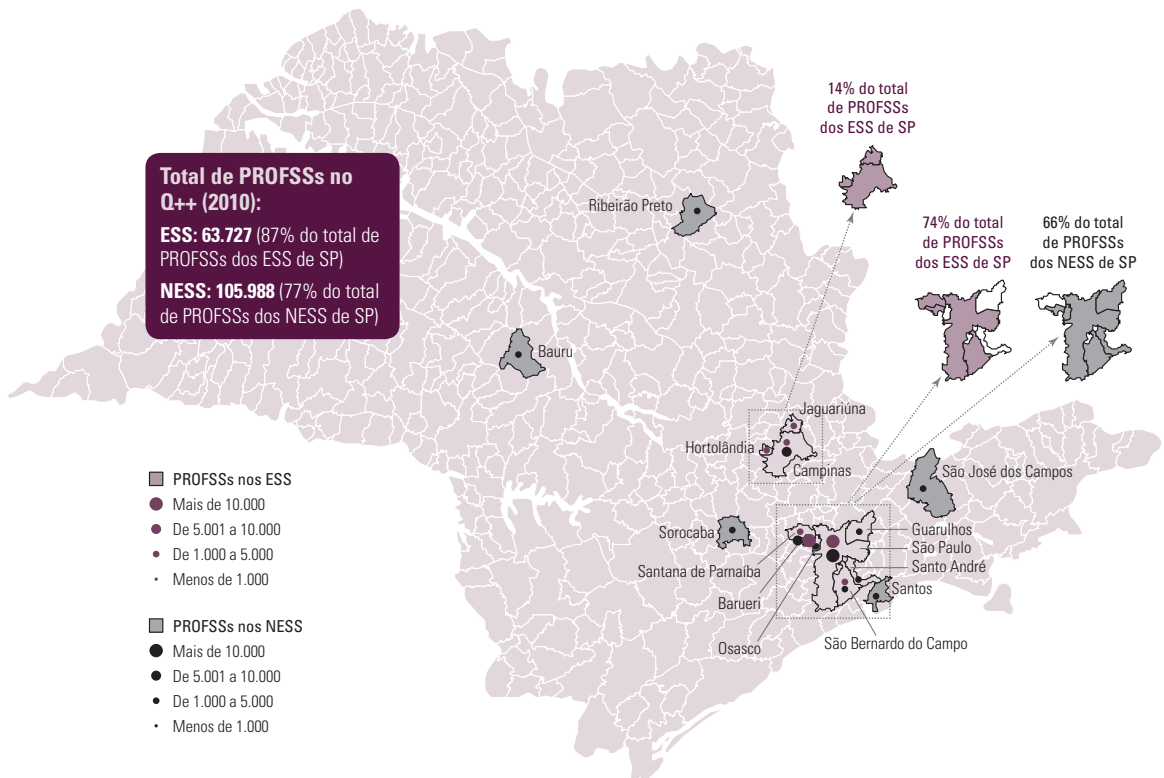 14% do total
de PROFSSs
dos ESS de SP
Total de PROFSSs no
Q++ (2010):
ESS: 63.727 (87% do total de
PROFSSs dos ESS de SP)
NESS: 105.988 (77% do total
de PROFSSs dos NESS de SP)
Ribeirão Preto
74% do total
de PROFSSs
dos ESS de SP
66% do total
de PROFSSs
dos NESS de SP
Bauru
Jaguariúna
Hortolândia
Campinas
São José dos Campos
Sorocaba
Guarulhos
São Paulo
Santo André
Santana de Parnaíba
Santos
Barueri
São Bernardo do Campo
Osasco
PROFSSs nos ESS
Mais de 10.000
De 5.001 a 10.000
De 1.000 a 5.000
Menos de 1.000
PROFSSs nos NESS
Mais de 10.000
De 5.001 a 10.000
De 1.000 a 5.000
Menos de 1.000